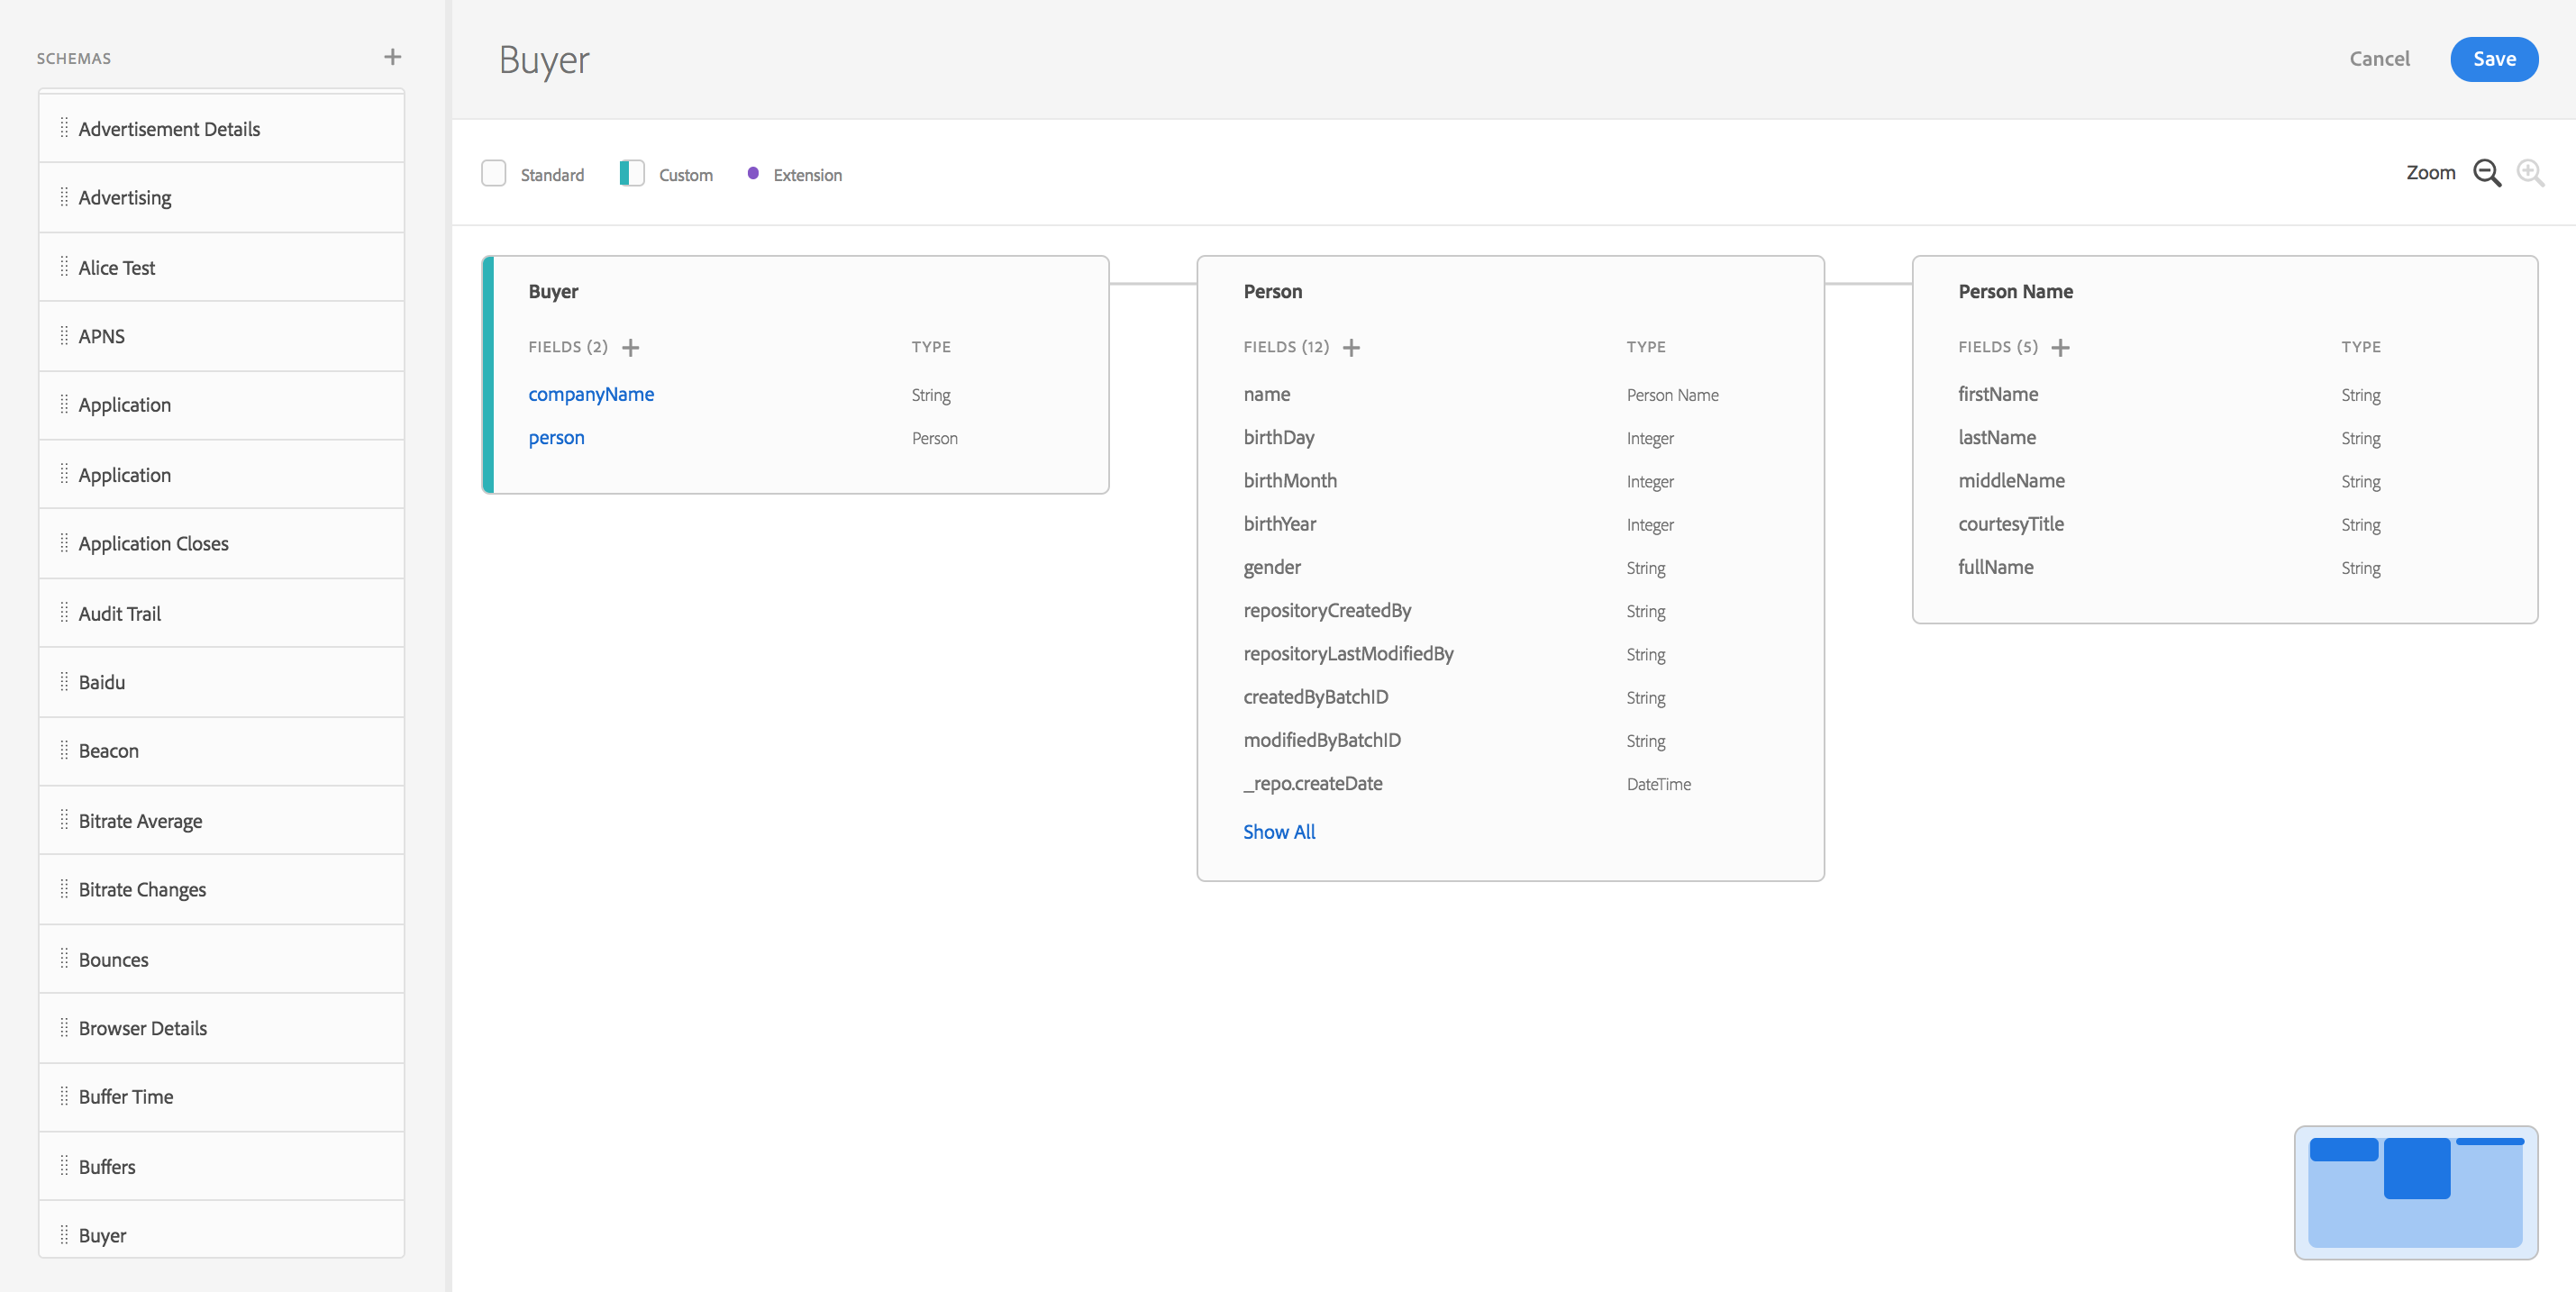 SCHEMAS
Advertisement Details
Advertising
Alice Test
APNS
Application
Application
Application Closes
Audit Trail
Baidu
Beacon
Bitrate Average
Bitrate Changes
Bounces
Browser Details
Buffer Time
Buffers
Buyer
Buyer
Cancel
Save
Standard
Custom
Extension
Zoom
Buyer
FIELDS (2) TYPE
companyName String
person Person
Person
FIELDS (12) TYPE
name Person Name
birthDay Integer
birthMonth Integer
birthYear Integer
gender String
repositoryCreatedBy String
repositoryLastModifiedBy String
createdByBatchID String
modifiedByBatchID String
_repo.createDate DateTime
Show All
Person Name
FIELDS (5) TYPE
firstName String
lastName String
middleName String
courtesyTitle String
fullName String